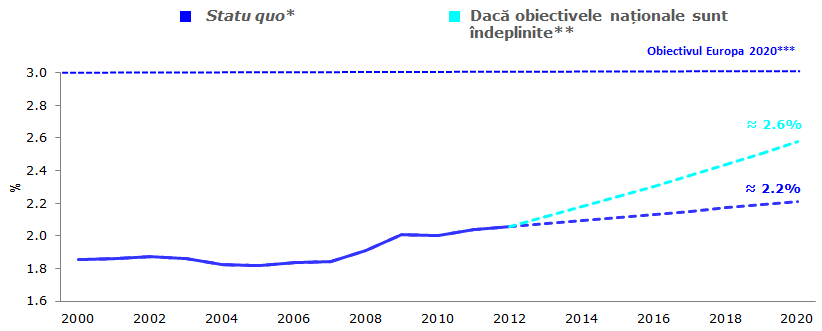 Statu quo*
Dacă obiectivele naționale sunt
îndeplinite**
Obiectivul Europa 2020***
3.0
2.8
≈ 2.6%
2.6
2.4
≈ 2.2%
%
2.2
2.0
1.8
1.6
2000 2002 2004 2006 2008 2010 2012 2014 2016 2018 2020